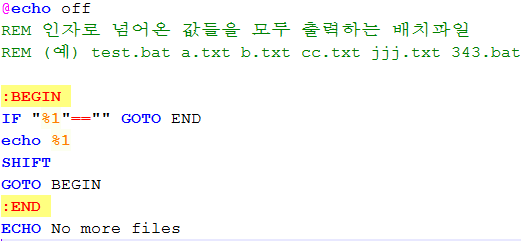 @echo off
REM 인자로 넘어온 값들을 모두 출력하는 배치파일
REM (예) test.bat a.txt b.txt cc.txt jjj.txt 343.bat
:BEGIN
IF "%1"=="" GOTO END
echo %1
SHIFT
GOTO BEGIN
:END
ECHO No more files